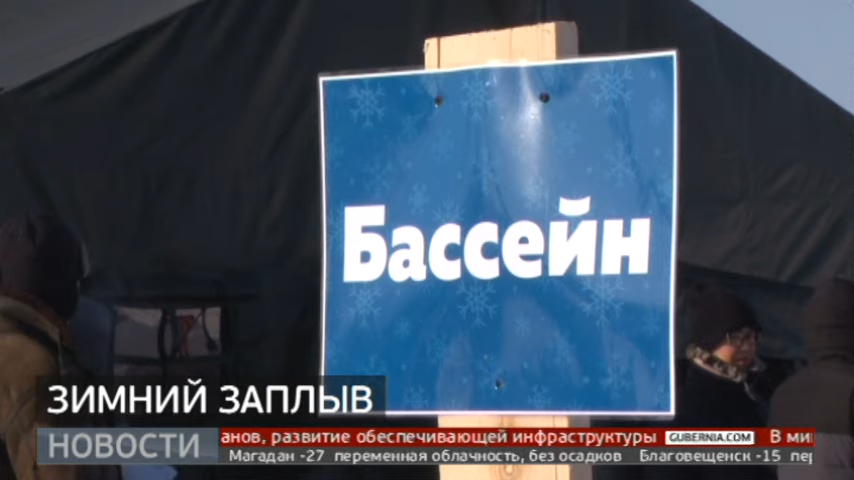 Бассейн
ЗИМНИЙ ЗАПЛЫВ
НОВОСТИ
анов, развитие обеспечивающей инфраструктуры GUBERNIA.COM В ми
Магадан -27 переменная облачность, без осадков Благовещенск -15 пер